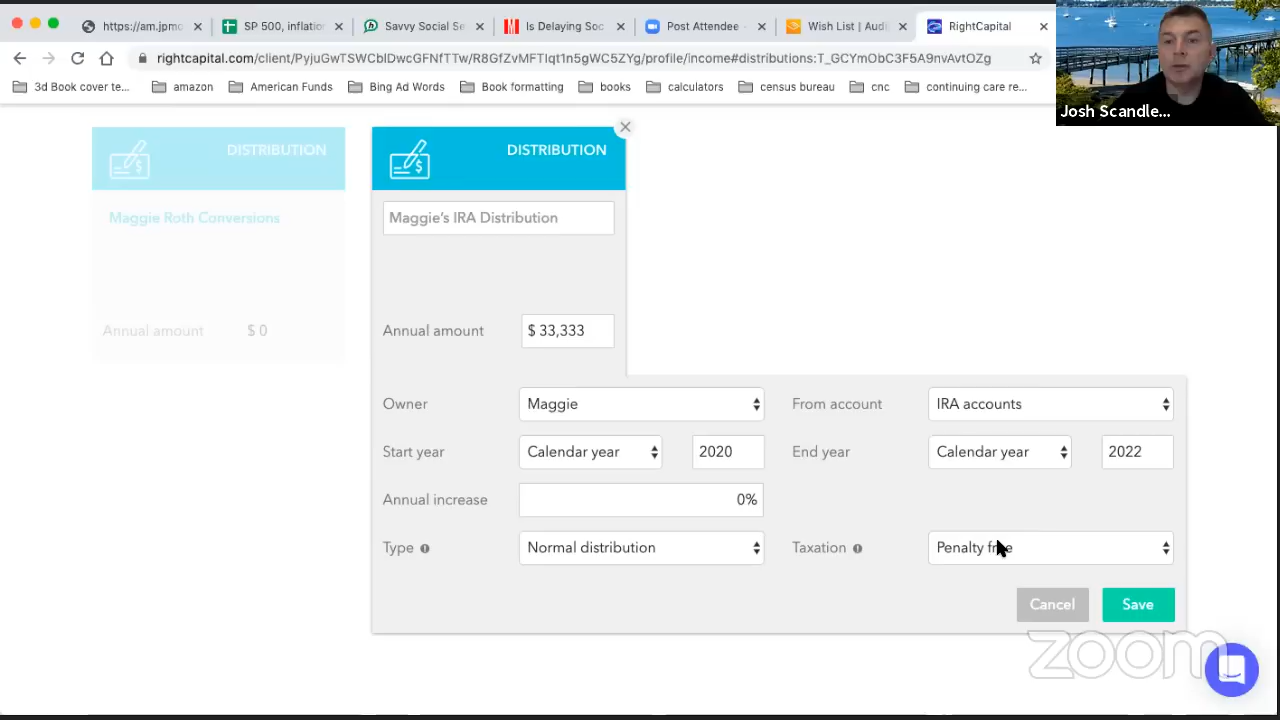 https://am.jpmo
SP 500, inflatio
Savvy Social Se
Is Delaying Soc
Post Attendee -
Wish List | Audi
RightCapital
rightcapital.com/client/PyjuGwTSWCbIDwcGFNfTTw/R8GfZvMFTIqt1n5gWC5ZYg/profile/income#distributions:T_GCYmObC3F5A9nvAvtOZg
3d Book cover te...
amazon
American Funds
Bing Ad Words
Book formatting
books
calculators
census bureau
cnc
continuing care re...
Josh Scandle...
DISTRIBUTION
Maggie Roth Conversions
Annual amount $ 0
DISTRIBUTION
Maggie's IRA Distribution
Annual amount $ 33,333
Owner Maggie From account IRA accounts
Start year Calendar year 2020 End year Calendar year 2022
Annual increase 0%
Type Normal distribution Taxation Penalty free
Cancel Save
zoom